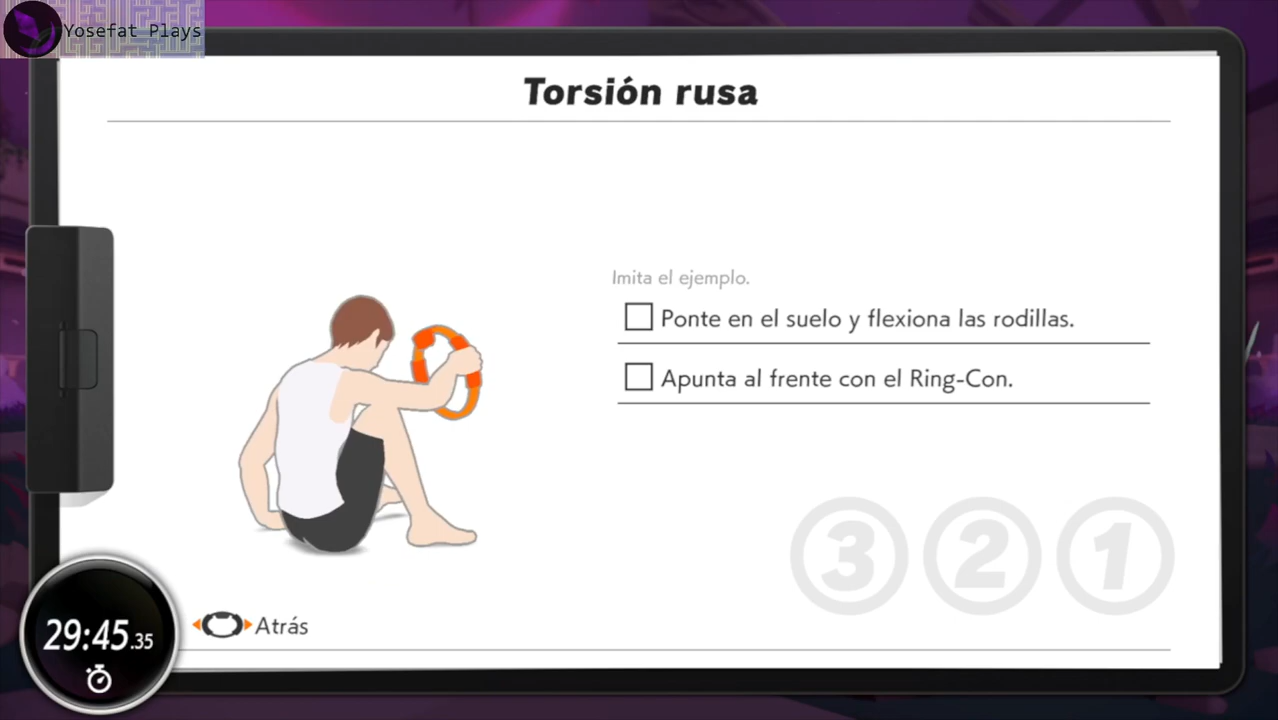 Yosefat Plays
Torsión rusa
Imita el ejemplo.
Ponte en el suelo y flexiona las rodillas.
Apunta al frente con el Ring-Con.
3 2 1
Atrás
29:45.35